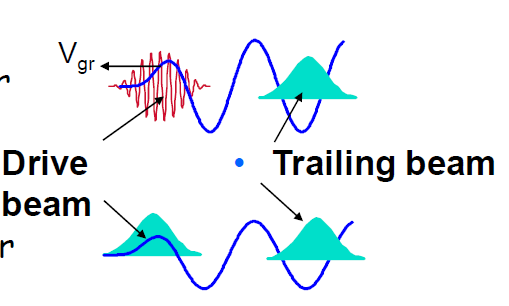 Vgr
r
Drive
beam
• Trailing beam
r